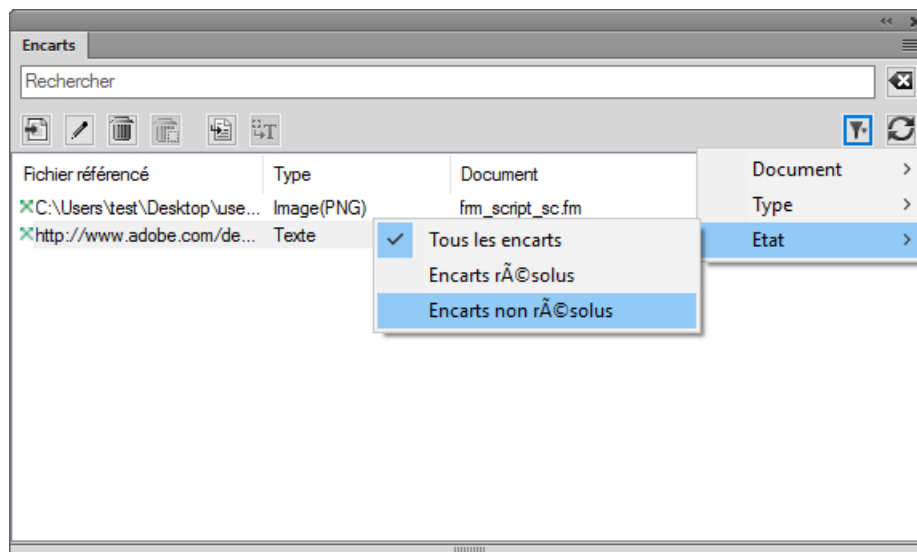 Encarts
Rechercher
Fichier référencé Type Document
C:\Users\test\Desktop\use... Image(PNG) frm_script_sc.fm
http://www.adobe.com/de... Texte
Document
Type
Etat
Tous les encarts
Encarts rÃ©solus
Encarts non rÃ©solus